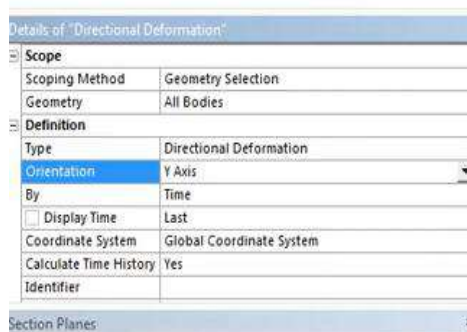 Details of "Directional Deformation"
Scope
Scoping Method Geometry Selection
Geometry All Bodies
Definition
Type Directional Deformation
Orientation Y Axis
By Time
Display Time Last
Coordinate System Global Coordinate System
Calculate Time History Yes
Identifier
Section Planes